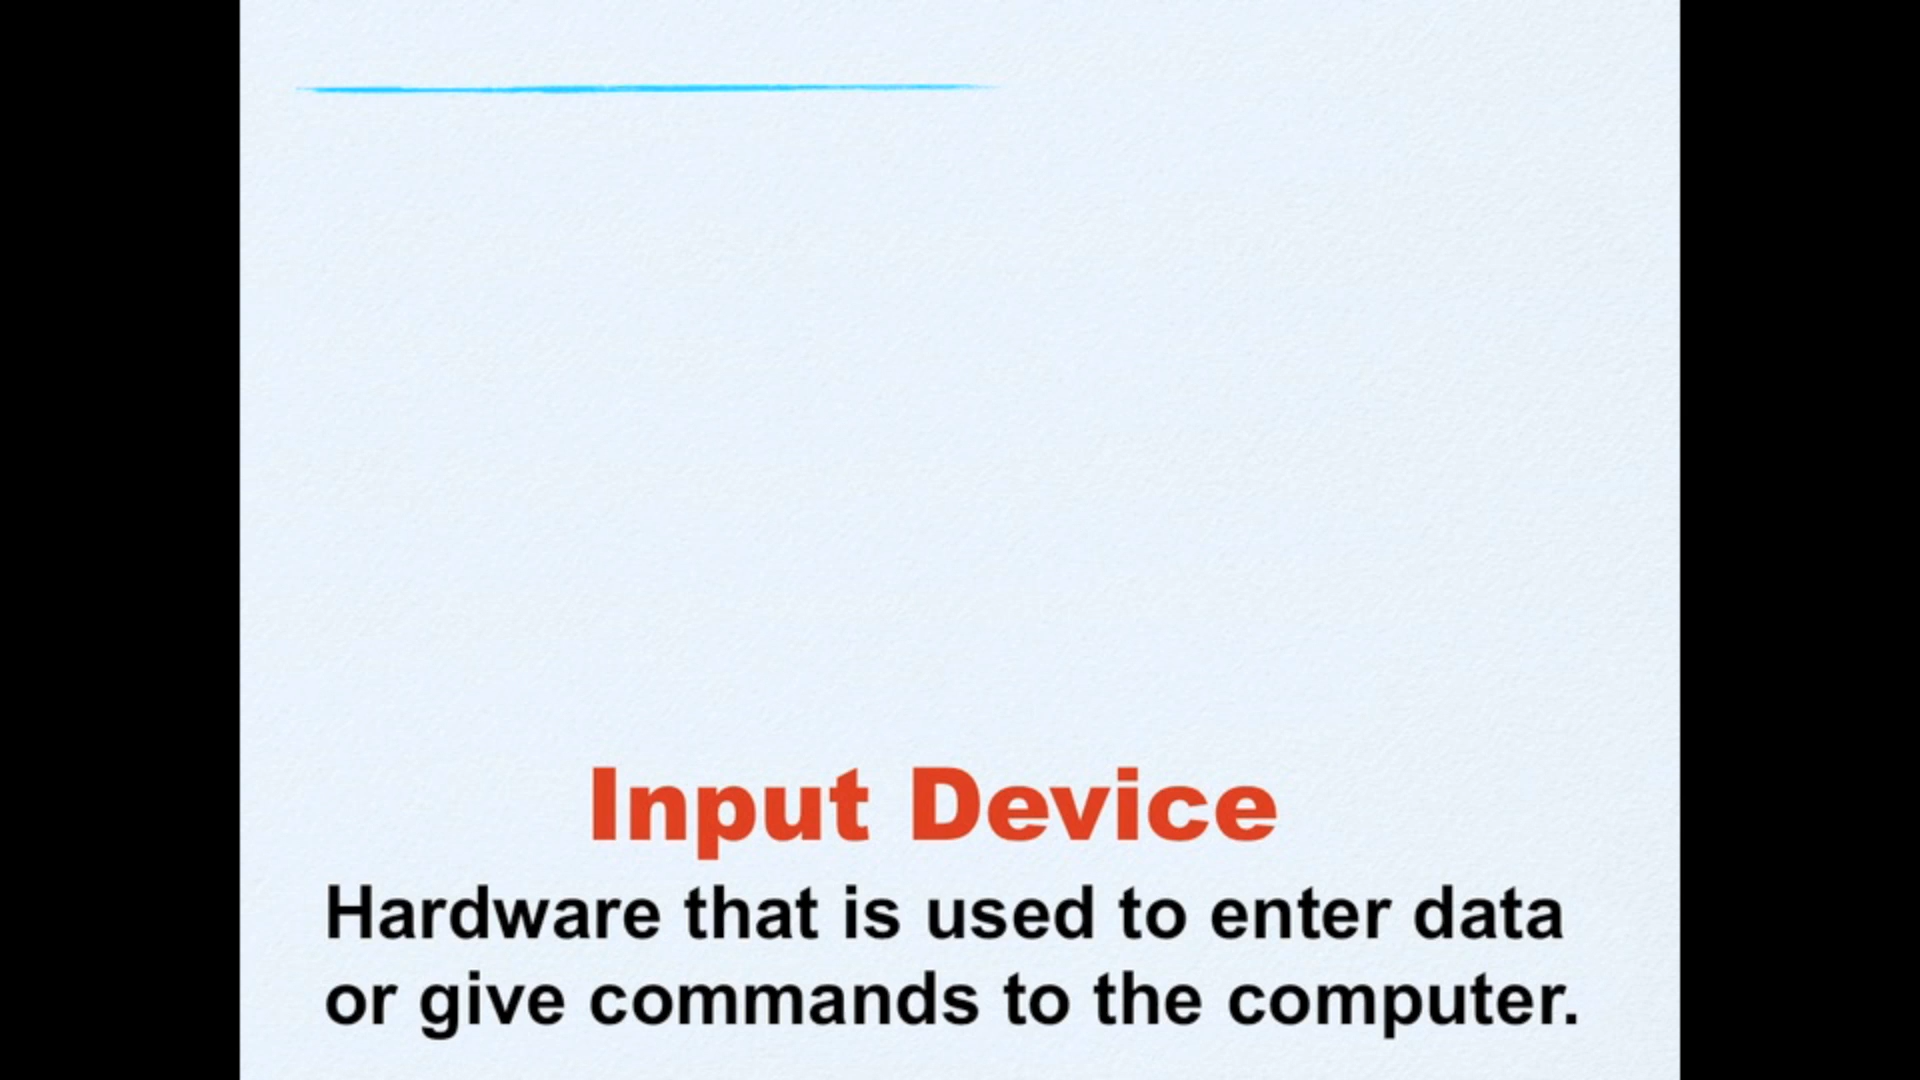 Input Device
Hardware that is used to enter data
or give commands to the computer.